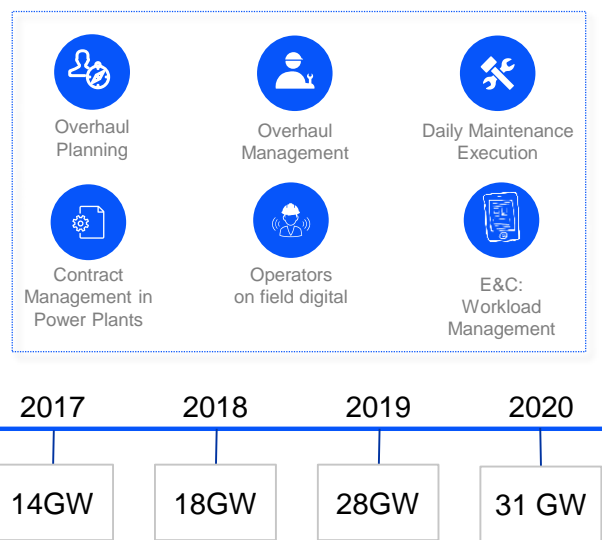 Overhaul
Planning
Overhaul
Management
Daily Maintenance
Execution
Contract
Management in
Power Plants
Operators
on field digital
E&C:
Workload
Management
2017 2018 2019 2020
14GW 18GW 28GW 31 GW